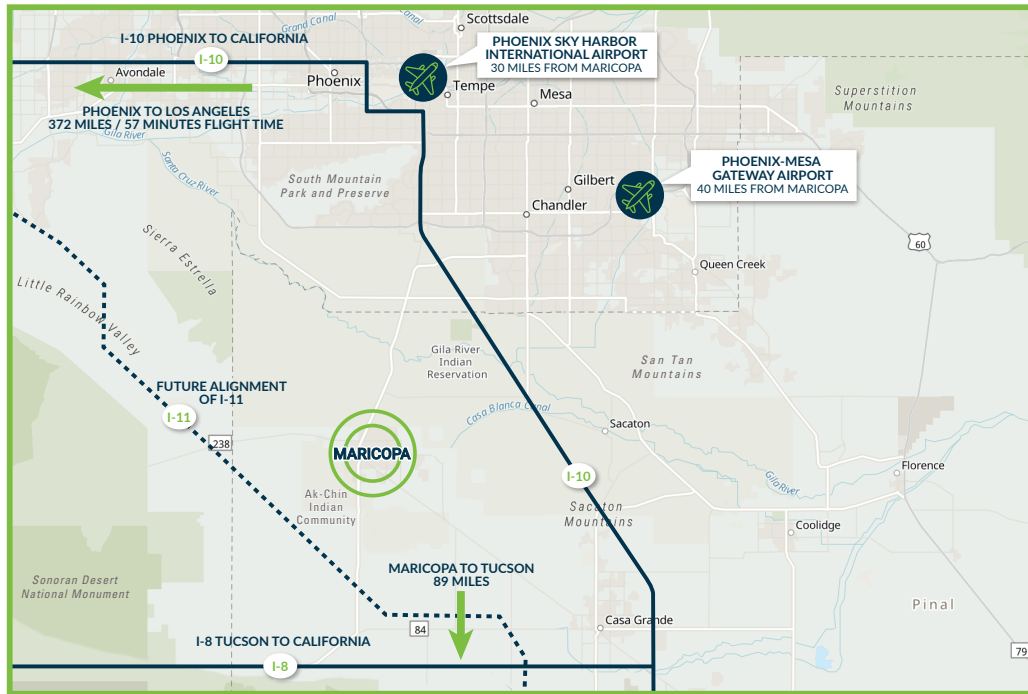 Scottsdale
Grand Canal
Canal
I-10 PHOENIX TO CALIFORNIA
I-10
PHOENIX SKY HARBOR
INTERNATIONAL AIRPORT
30 MILES FROM MARICOPA
Avondale
Phoenix
Tempe
Mesa
Superstition
Mountains
PHOENIX TO LOS ANGELES
372 MILES / 57 MINUTES FLIGHT TIME
Gila River
Santa Cruz River
South Mountain
Park and Preserve
PHOENIX-MESA
GATEWAY AIRPORT
40 MILES FROM MARICOPA
Gilbert
Chandler
Sierra Estrella
60
Queen Creek
Little Rainbow Valley
Gila River
Indian
Reservation
San Tan
Mountains
FUTURE ALIGNMENT
OF I-11
I-11
Casa Blanca Canal
Sacaton
238
MARICOPA
I-10
Florence
Gila River
Ak-Chin
Indian
Community
Sacaton
Mountains
Coolidge
MARICOPA TO TUCSON
89 MILES
Sonoran Desert
National Monument
Pinal
84
Casa Grande
I-8 TUCSON TO CALIFORNIA
I-8
79